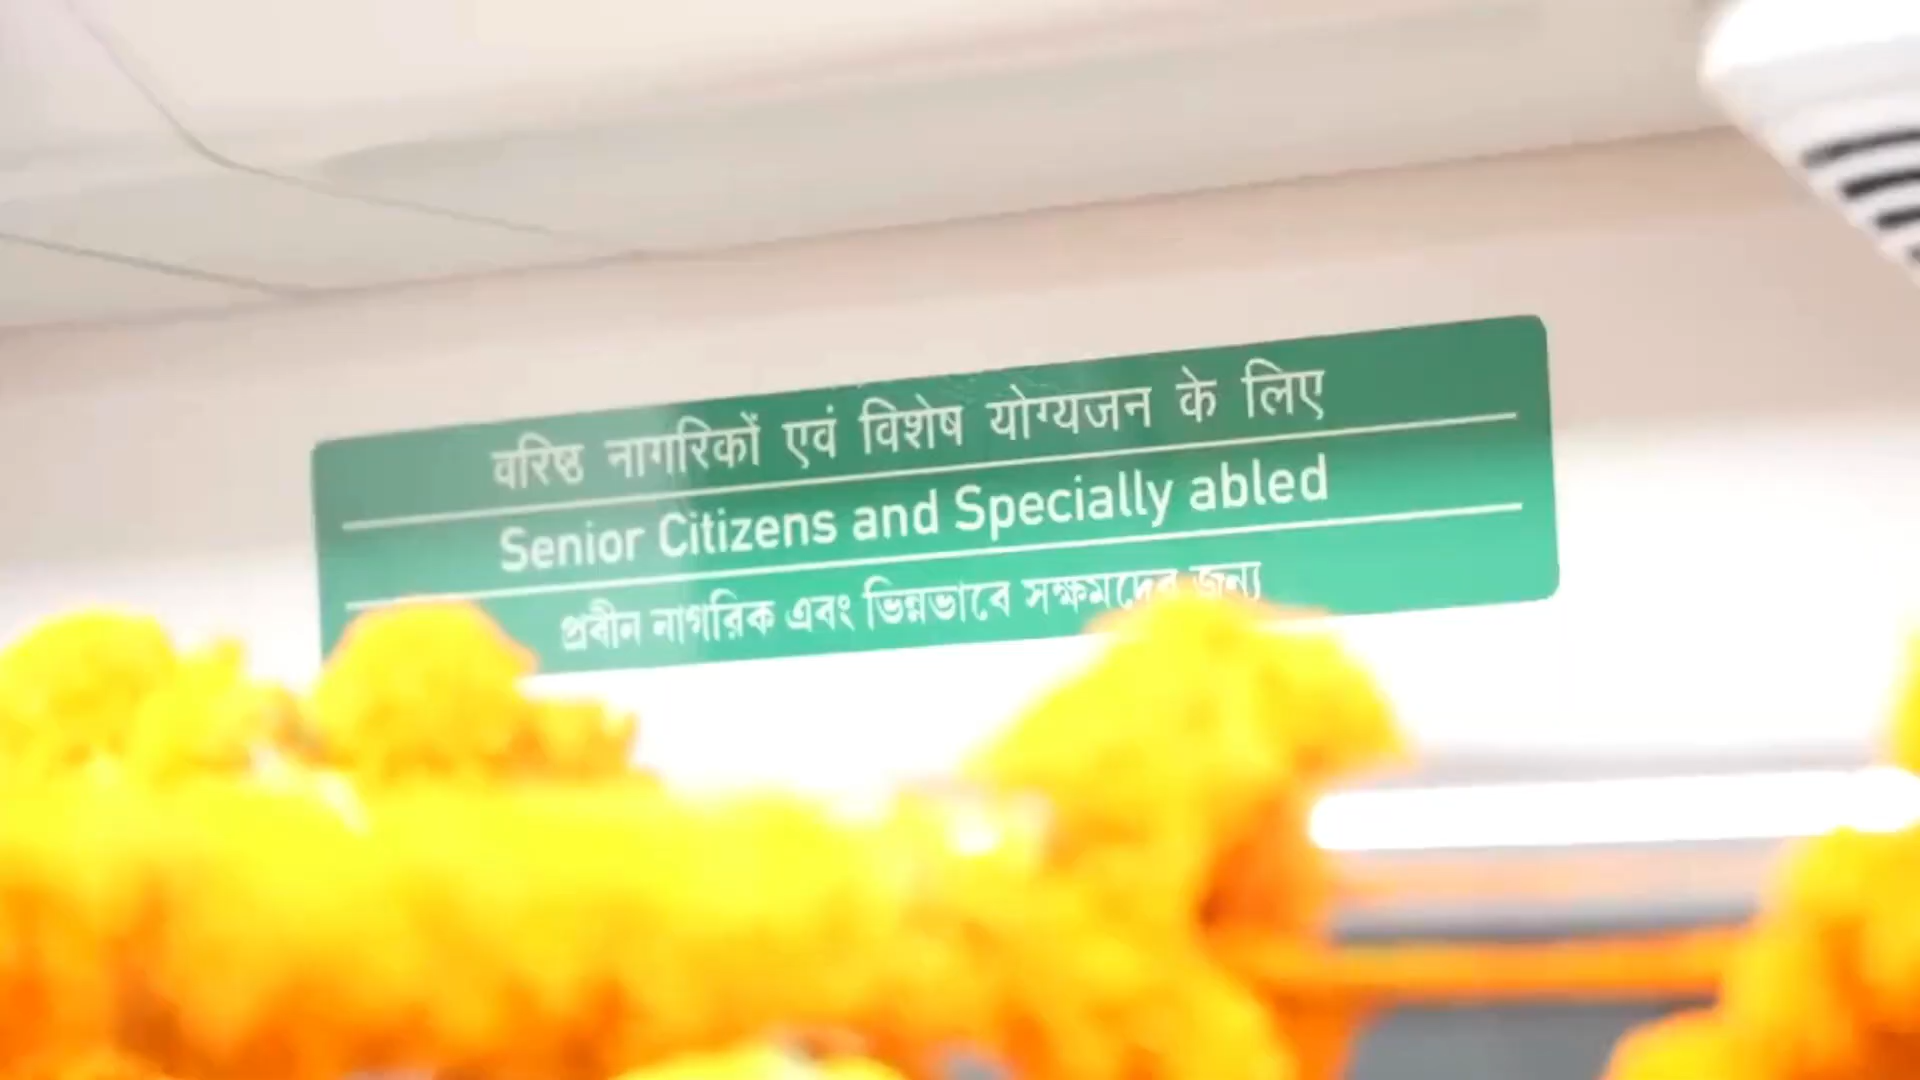 वरिष्ठ नागरिकों एवं विशेष योग्यजन के लिए
Senior Citizens and Specially abled
প্রবীন নাগরিক এবং ভিন্নভাবে সক্ষমদের জন্য